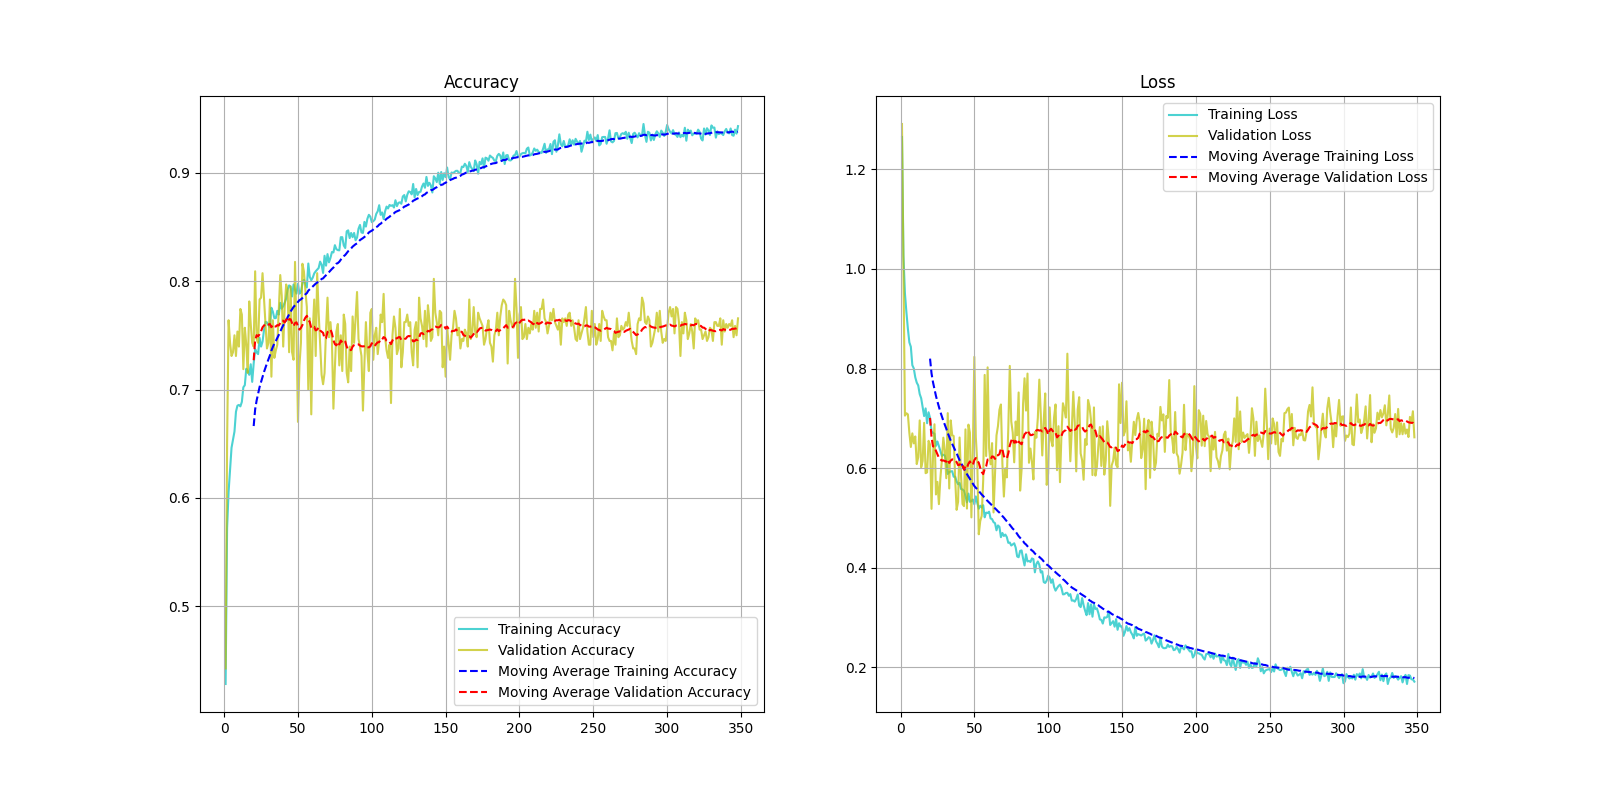 Accuracy
0.9
0.8
0.7
0.6
0.5
0 50 100 150 200 250 300 350
Training Accuracy
Validation Accuracy
Moving Average Training Accuracy
Moving Average Validation Accuracy
Loss
1.2
1.0
0.8
0.6
0.4
0.2
0 50 100 150 200 250 300 350
Training Loss
Validation Loss
Moving Average Training Loss
Moving Average Validation Loss